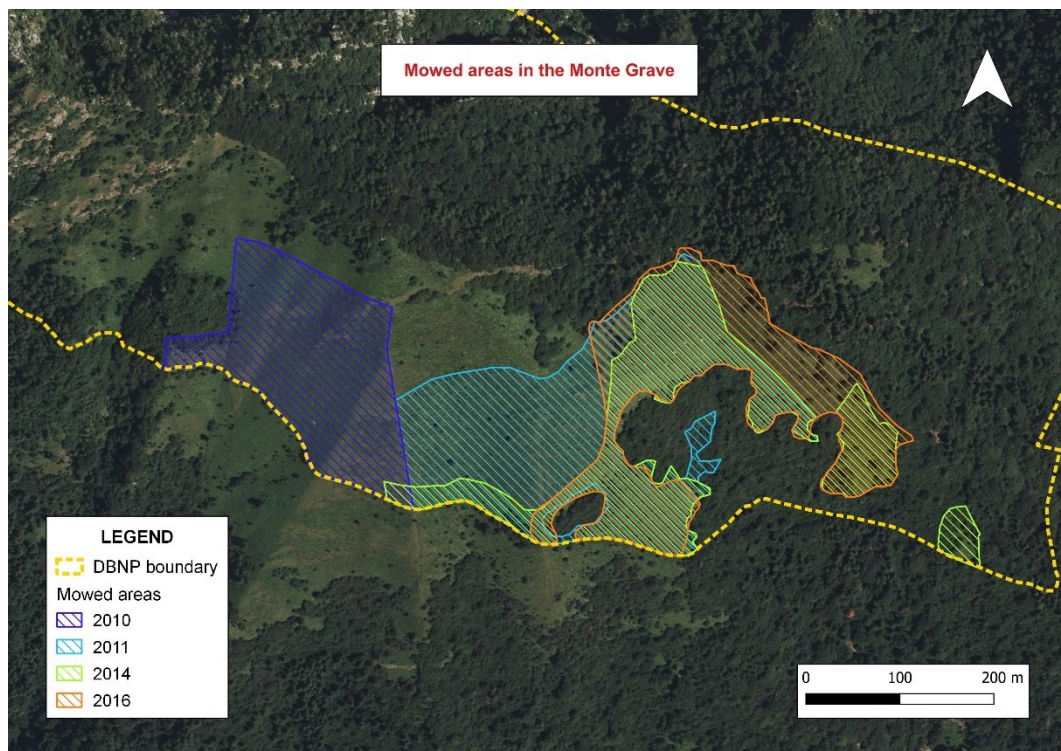 Mowed areas in the Monte Grave
LEGEND
DBNP boundary
Mowed areas
2010
2011
2014
2016
0 100 200 m